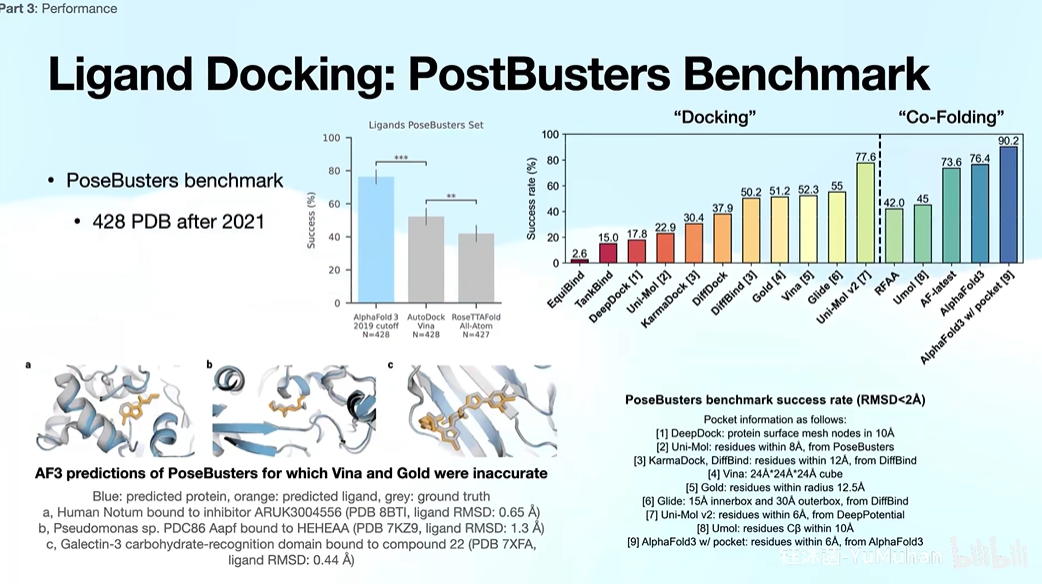 Part 3: Performance
Ligand Docking: PostBusters Benchmark
• PoseBusters benchmark
• 428 PDB after 2021
Ligands PoseBusters Set
Success (%)
100
80
60
40
20
0
***
**
AlphaFold 3
2019 cutoff
N=428
AutoDock
Vina
N=428
RoseTTAFold
All-Atom
N=427
“Docking”
“Co-Folding”
Success rate (%)
100
80
60
40
20
0
2.6
15.0
17.8
22.9
30.4
37.9
50.2
51.2
52.3
55
77.6
42.0
45
73.6
76.4
90.2
EquiBind
TankBind
DeepDock [1]
Uni-Mol [2]
KarmaDock [3]
DiffDock
DiffBind [3]
Gold [4]
Vina [5]
Glide [6]
Uni-Mol v2 [7]
RFAA
Umol [8]
AF-latest
AlphaFold3
AlphaFold3 w/ pocket [9]
a
b
c
AF3 predictions of PoseBusters for which Vina and Gold were inaccurate
Blue: predicted protein, orange: predicted ligand, grey: ground truth
a, Human Notum bound to inhibitor ARUK3004556 (PDB 8BTI, ligand RMSD: 0.65 Å)
b, Pseudomonas sp. PDC86 Aapf bound to HEHEAA (PDB 7KZ9, ligand RMSD: 1.3 Å)
c, Galectin-3 carbohydrate-recognition domain bound to compound 22 (PDB 7XFA,
ligand RMSD: 0.44 Å)
PoseBusters benchmark success rate (RMSD<2Å)
Pocket information as follows:
[1] DeepDock: protein surface mesh nodes in 10Å
[2] Uni-Mol: residues within 8Å, from PoseBusters
[3] KarmaDock, DiffBind: residues within 12Å, from DiffBind
[4] Vina: 24Å*24Å*24Å cube
[5] Gold: residues within radius 12.5Å
[6] Glide: 15Å innerbox and 30Å outerbox, from DiffBind
[7] Uni-Mol v2: residues within 6Å, from DeepPotential
[8] Umol: residues Cβ within 10Å
[9] AlphaFold3 w/ pocket: residues within 6Å, from AlphaFold3
-YuMuhan bilibili